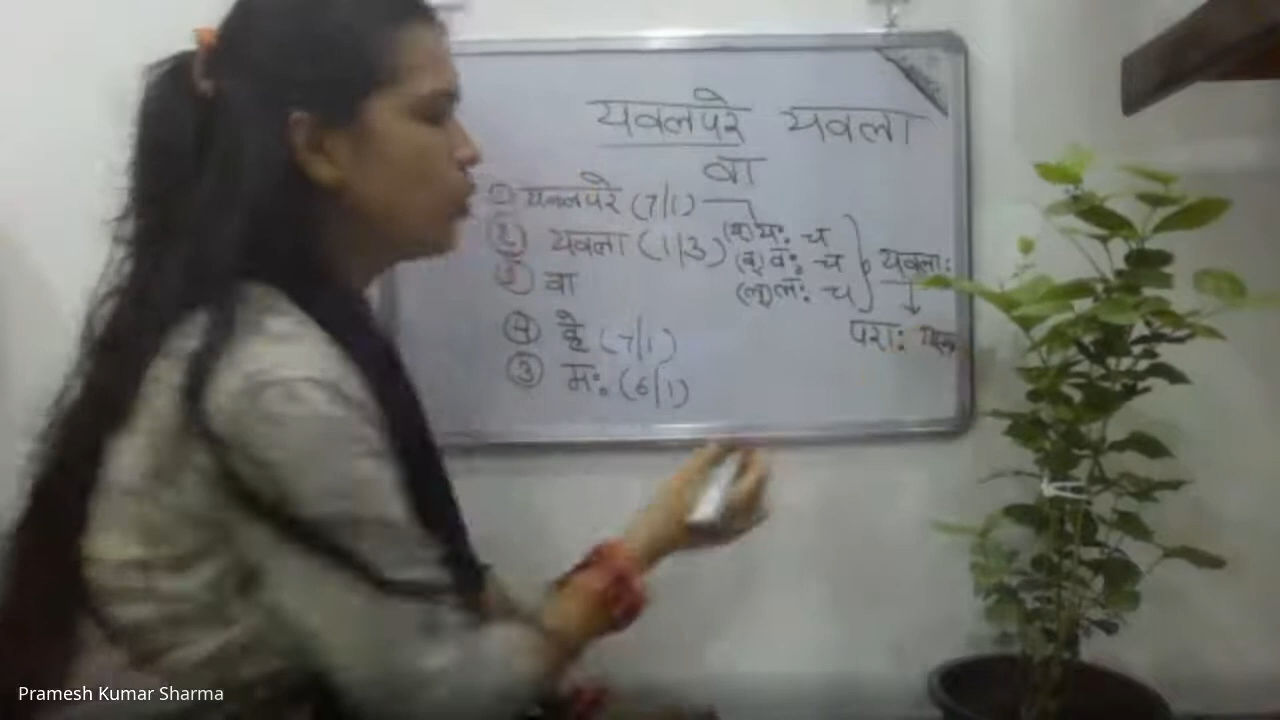 यवलपरे यवला
वा
① यवलपरे (7/1)
② यवला (1/3)
वा
④ हे (7/1)
③ मः (6/1)
(य्) यः च
(व्) वः च
(ल्) लः च
यवलाः
पराः
Pramesh Kumar Sharma